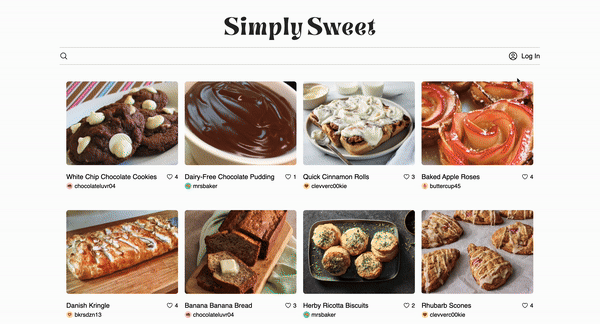 Simply Sweet
Log In
White Chip Chocolate Cookies 4
chocolateluvr04
Dairy-Free Chocolate Pudding 1
mrsbaker
Quick Cinnamon Rolls 3
clevverc00kie
Baked Apple Roses 4
buttercup45
Danish Kringle 4
bkrsdzn13
Banana Banana Bread 3
chocolateluvr04
Herby Ricotta Biscuits 2
mrsbaker
Rhubarb Scones 4
clevverc00kie